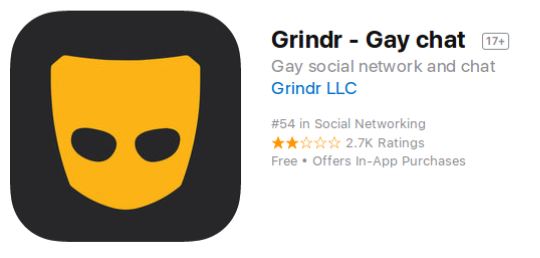 Grindr - Gay chat 17+
Gay social network and chat
Grindr LLC
#54 in Social Networking
★★☆☆☆ 2.7K Ratings
Free • Offers In-App Purchases